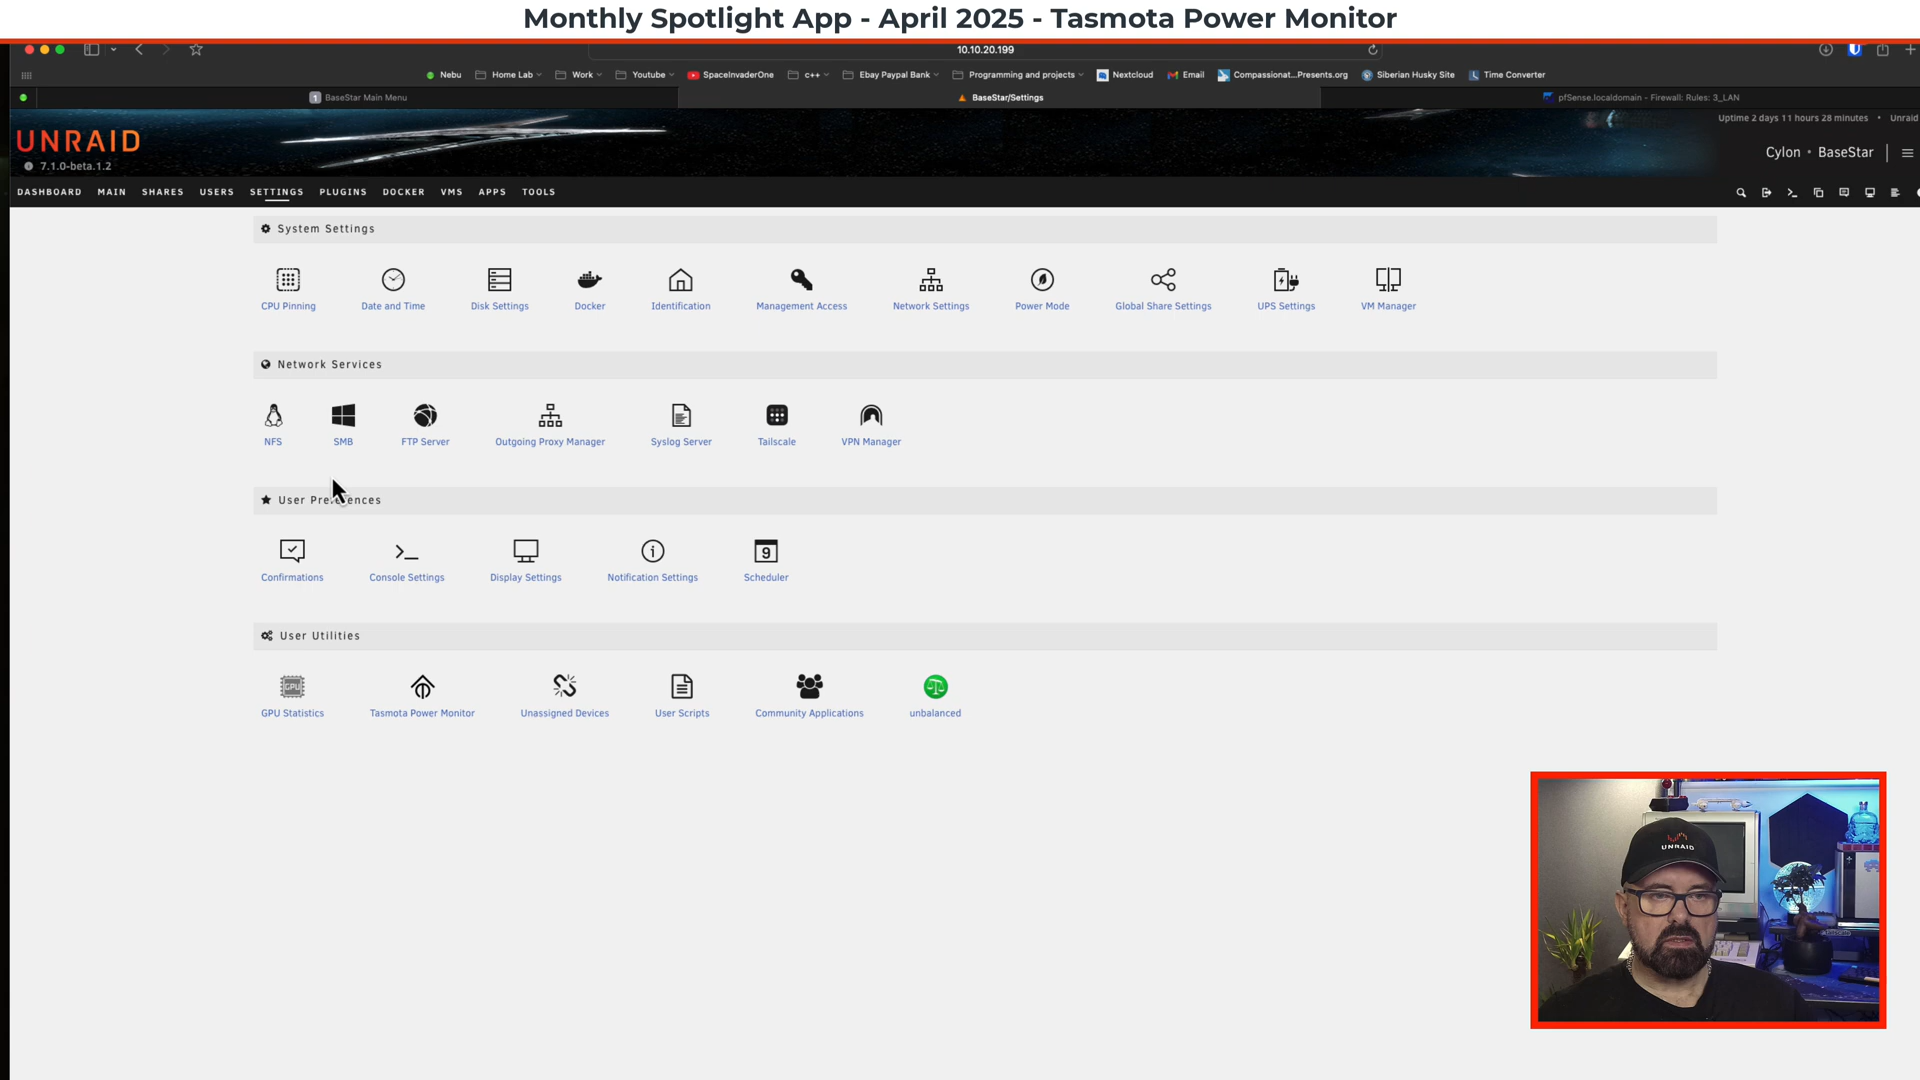 Monthly Spotlight App - April 2025 - Tasmota Power Monitor
10.10.20.199
Nebu Home Lab Work Youtube SpaceInvaderOne c++ Ebay Paypal Bank Programming and projects Nextcloud Email Compassionat...Presents.org Siberian Husky Site Time Converter
1 BaseStar Main Menu BaseStar/Settings pfSense.localdomain - Firewall: Rules: 3_LAN
Uptime 2 days 11 hours 28 minutes • Unraid
UNRAID
7.1.0-beta.1.2
Cylon • BaseStar
DASHBOARD MAIN SHARES USERS SETTINGS PLUGINS DOCKER VMS APPS TOOLS
System Settings
CPU Pinning Date and Time Disk Settings Docker Identification Management Access Network Settings Power Mode Global Share Settings UPS Settings VM Manager
Network Services
NFS SMB FTP Server Outgoing Proxy Manager Syslog Server Tailscale VPN Manager
User Preferences
9
Confirmations Console Settings Display Settings Notification Settings Scheduler
User Utilities
GPU
GPU Statistics Tasmota Power Monitor Unassigned Devices User Scripts Community Applications unbalanced
UNRAID